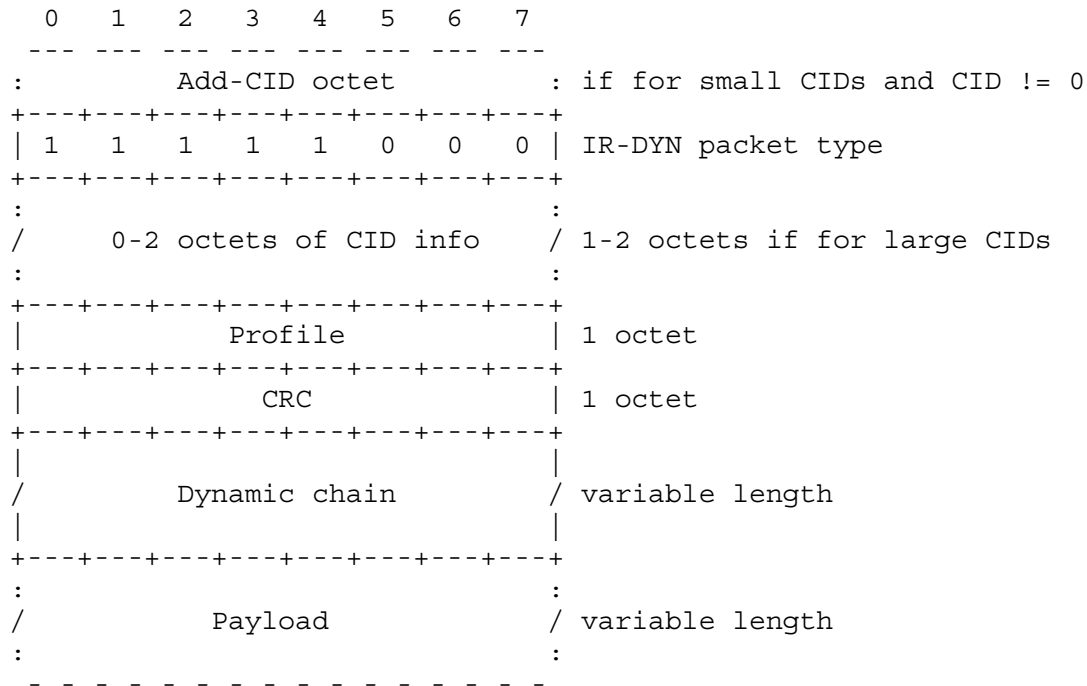 0   1   2   3   4   5   6   7
 --- --- --- --- --- --- --- ---
:         Add-CID octet         : if for small CIDs and CID != 0
+---+---+---+---+---+---+---+---+
| 1   1   1   1   1   0   0   0 | IR-DYN packet type
+---+---+---+---+---+---+---+---+
:                               :
/     0-2 octets of CID info    / 1-2 octets if for large CIDs
:                               :
+---+---+---+---+---+---+---+---+
|            Profile            | 1 octet
+---+---+---+---+---+---+---+---+
|              CRC              | 1 octet
+---+---+---+---+---+---+---+---+
|                               |
/         Dynamic chain         / variable length
|                               |
+---+---+---+---+---+---+---+---+
:                               :
/           Payload             / variable length
:                               :
 - - - - - - - - - - - - - - - -